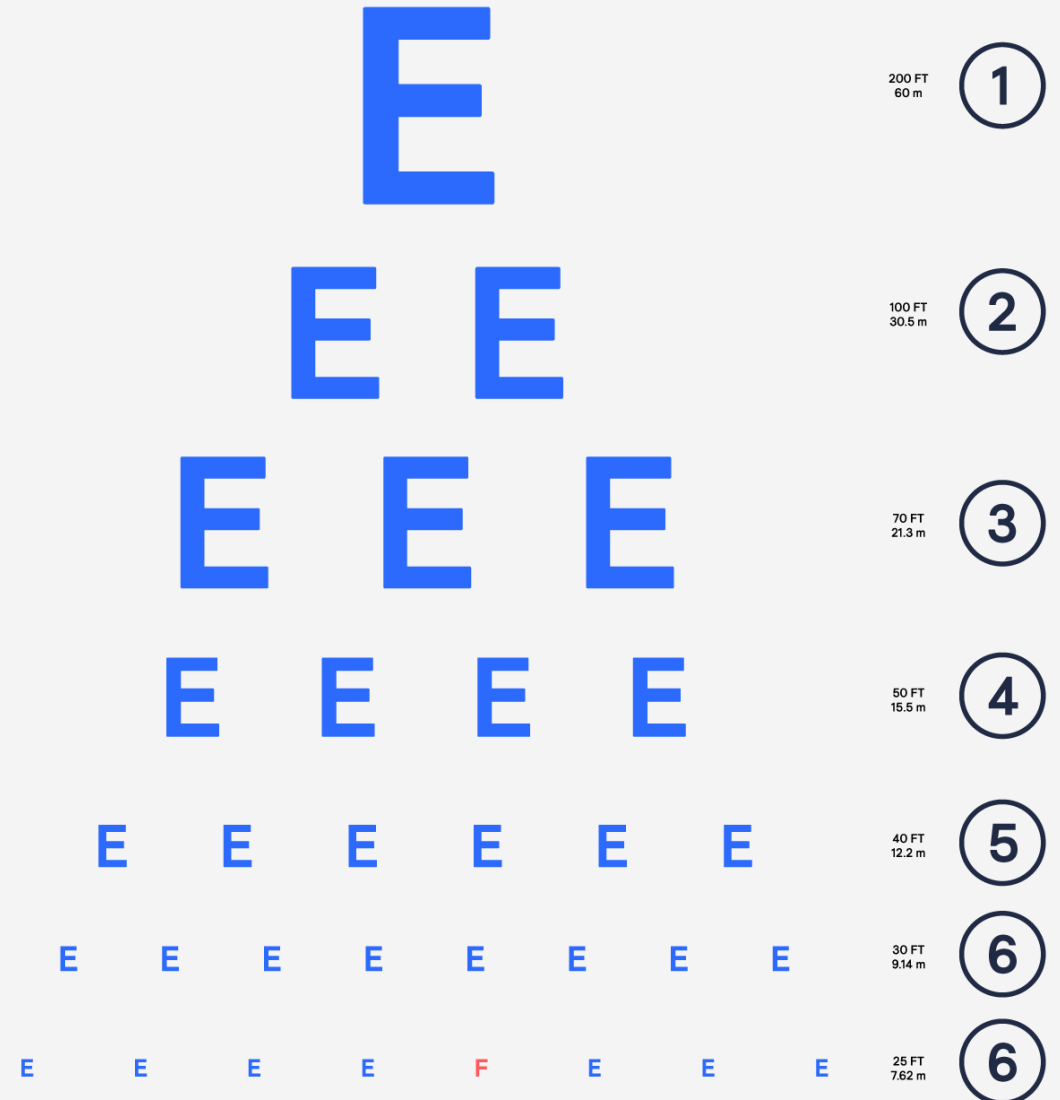 E 200 FT 1
60 m
E E 100 FT 2
30.5 m
E E E 70 FT 3
21.3 m
E E E E 50 FT 4
15.5 m
E E E E E E 40 FT 5
12.2 m
E E E E E E E E 30 FT 6
9.14 m
E E E E F E E E 25 FT 6
7.62 m